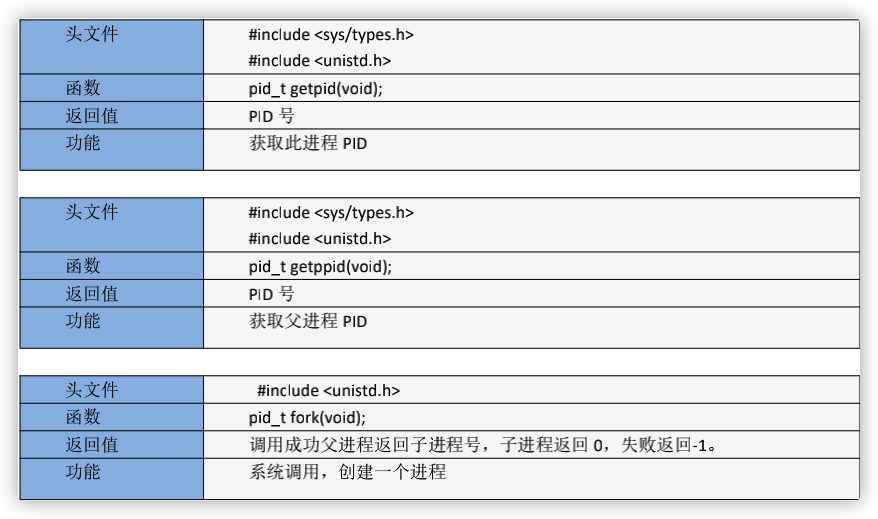 头文件 #include <sys/types.h>
#include <unistd.h>
函数 pid_t getpid(void);
返回值 PID 号
功能 获取此进程 PID
头文件 #include <sys/types.h>
#include <unistd.h>
函数 pid_t getppid(void);
返回值 PID 号
功能 获取父进程 PID
头文件 #include <unistd.h>
函数 pid_t fork(void);
返回值 调用成功父进程返回子进程号，子进程返回 0，失败返回-1。
功能 系统调用，创建一个进程